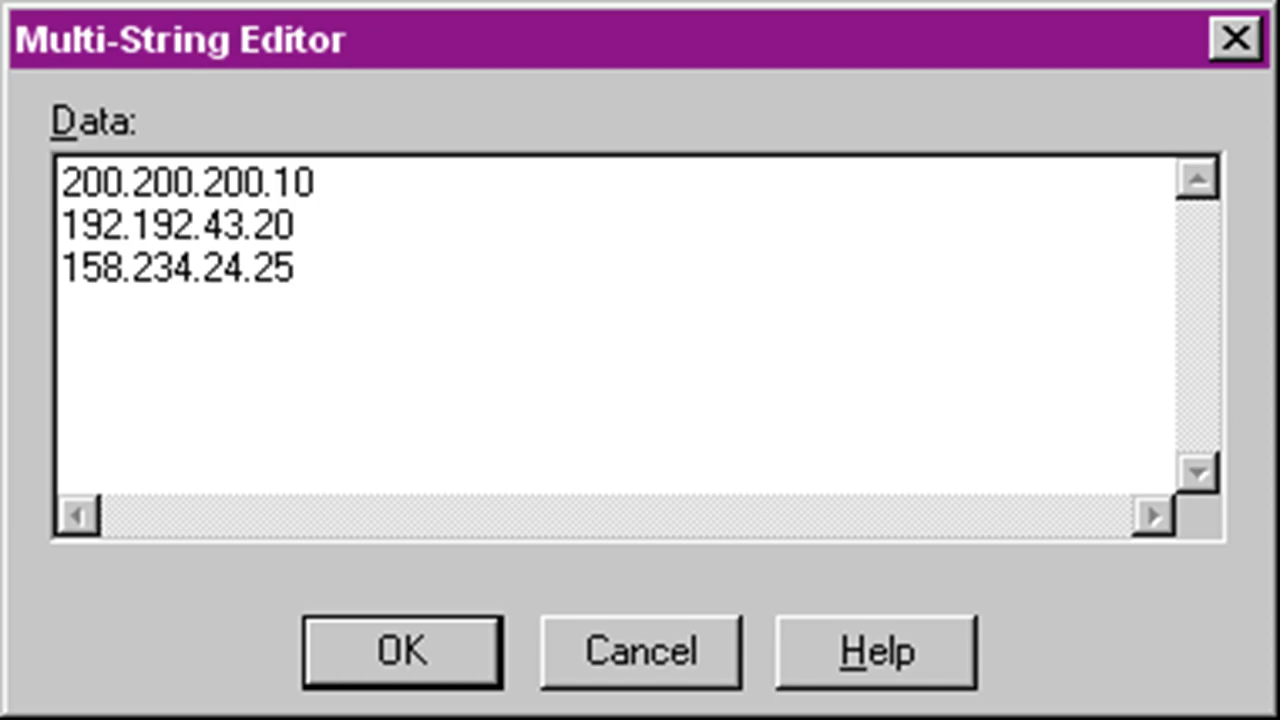 Multi-String Editor
Data:
200.200.200.10
192.192.43.20
158.234.24.25
OK
Cancel
Help